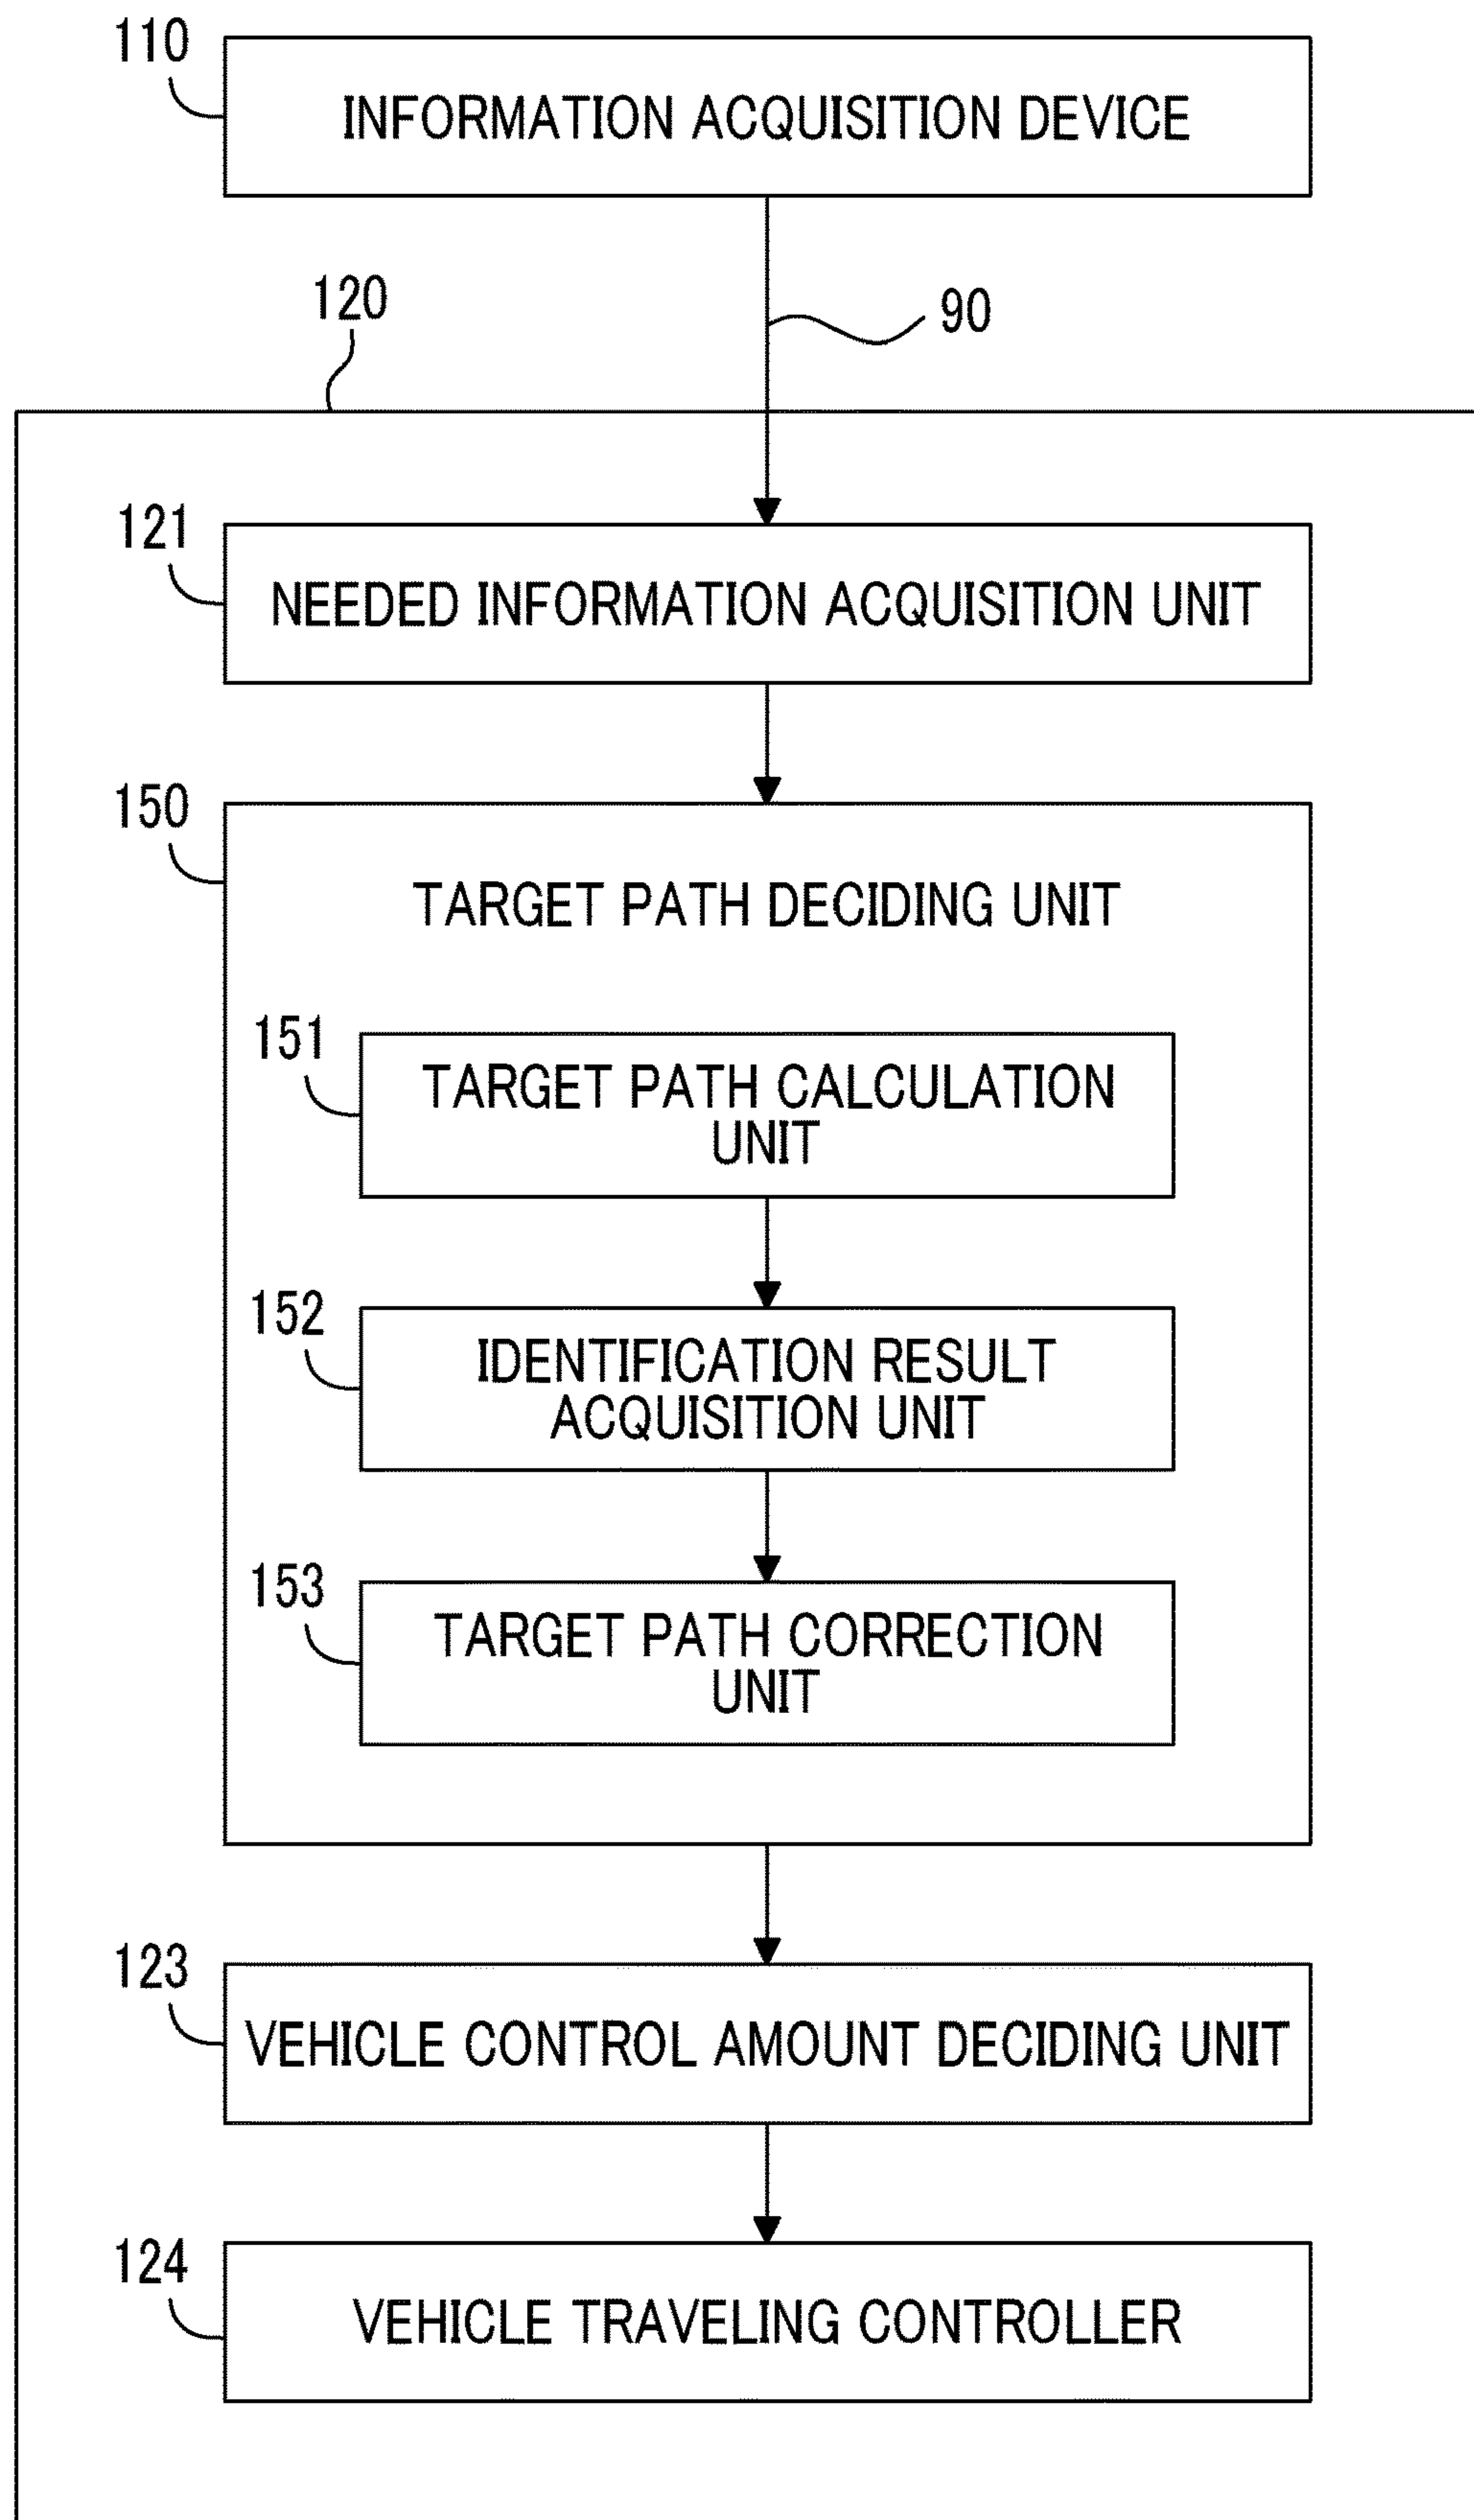 110
INFORMATION ACQUISITION DEVICE
120
90
121
NEEDED INFORMATION ACQUISITION UNIT
150
TARGET PATH DECIDING UNIT
151
TARGET PATH CALCULATION
UNIT
152
IDENTIFICATION RESULT
ACQUISITION UNIT
153
TARGET PATH CORRECTION
UNIT
123
VEHICLE CONTROL AMOUNT DECIDING UNIT
124
VEHICLE TRAVELING CONTROLLER